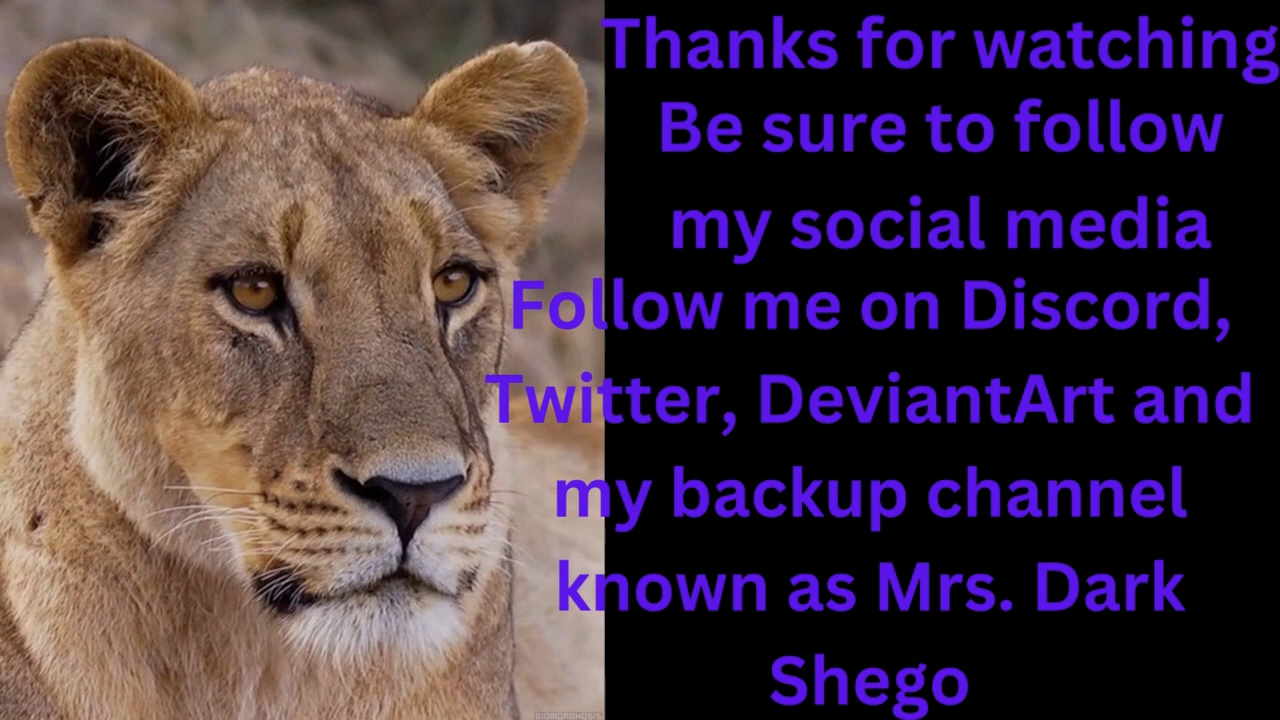 Thanks for watching
Be sure to follow
my social media
Follow me on Discord,
Twitter, DeviantArt and
my backup channel
known as Mrs. Dark
Shego
BIOMORPHOSIS